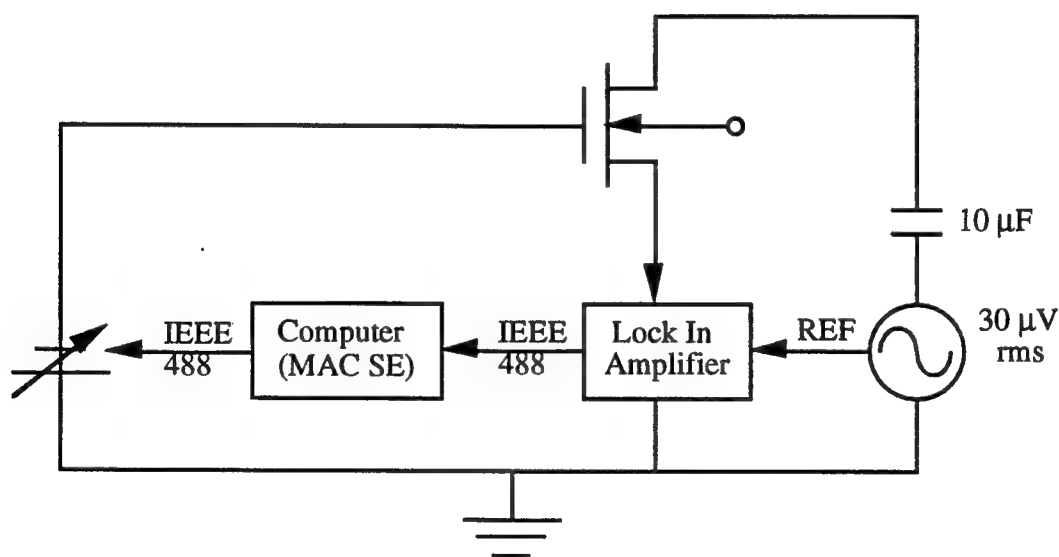 10 µF
IEEE
488
Computer
(MAC SE)
IEEE
488
Lock In
Amplifier
REF
30 µV
rms